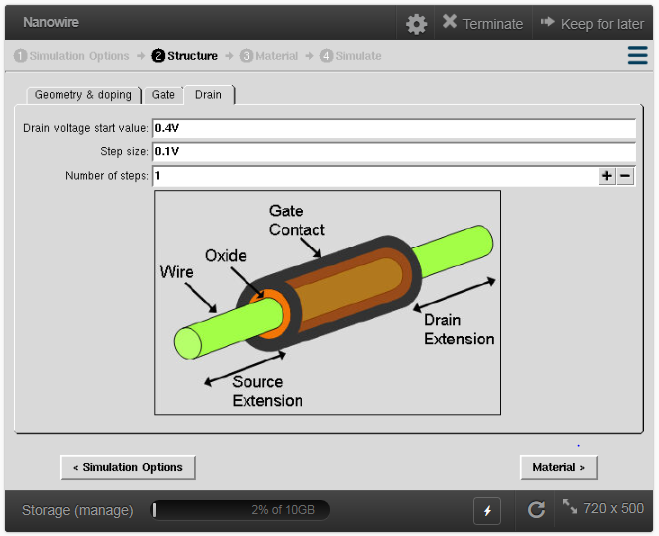 Nanowire
Terminate
Keep for later
1 Simulation Options → 2 Structure → 3 Material → 4 Simulate
Geometry & doping
Gate
Drain
Drain voltage start value: 0.4V
Step size: 0.1V
Number of steps: 1
+ −
Gate
Contact
Oxide
Wire
Drain
Extension
Source
Extension
< Simulation Options
Material >
Storage (manage)
2% of 10GB
720 x 500